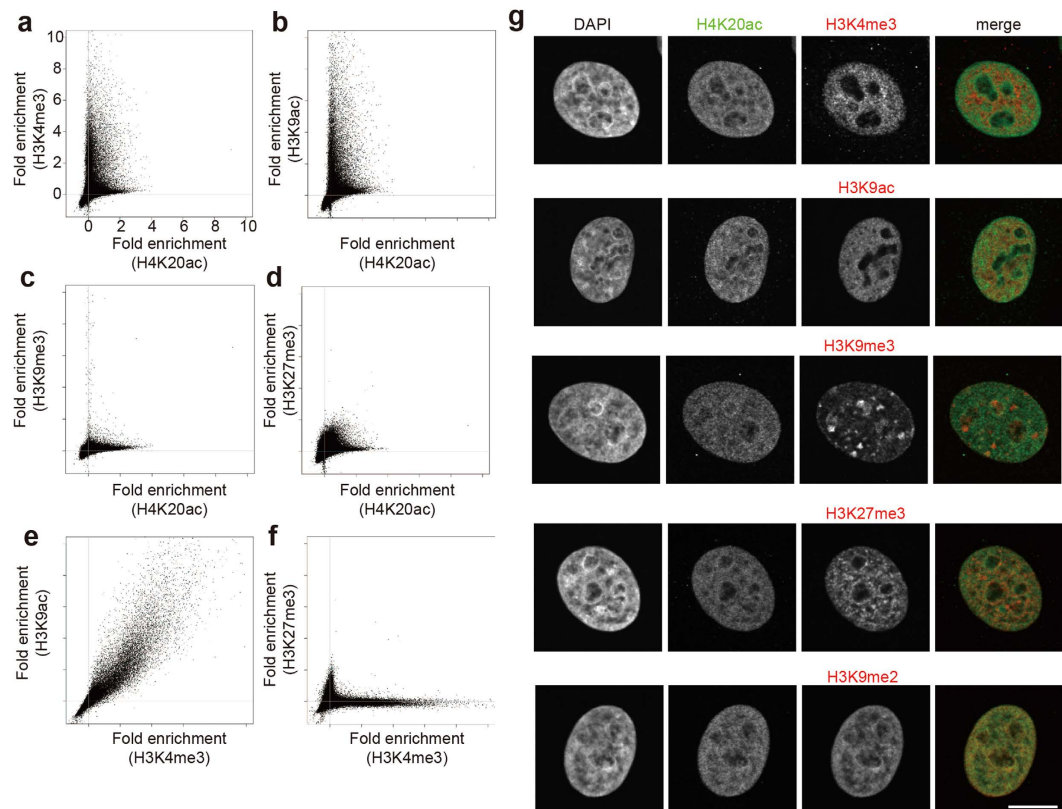 a
Fold enrichment
(H3K4me3)
10
8
6
4
2
0
0 2 4 6 8 10
Fold enrichment
(H4K20ac)
b
Fold enrichment
(H3K9ac)
Fold enrichment
(H4K20ac)
c
Fold enrichment
(H3K9me3)
Fold enrichment
(H4K20ac)
d
Fold enrichment
(H3K27me3)
Fold enrichment
(H4K20ac)
e
Fold enrichment
(H3K9ac)
Fold enrichment
(H3K4me3)
f
Fold enrichment
(H3K27me3)
Fold enrichment
(H3K4me3)
g
DAPI H4K20ac H3K4me3 merge
H3K9ac
H3K9me3
H3K27me3
H3K9me2